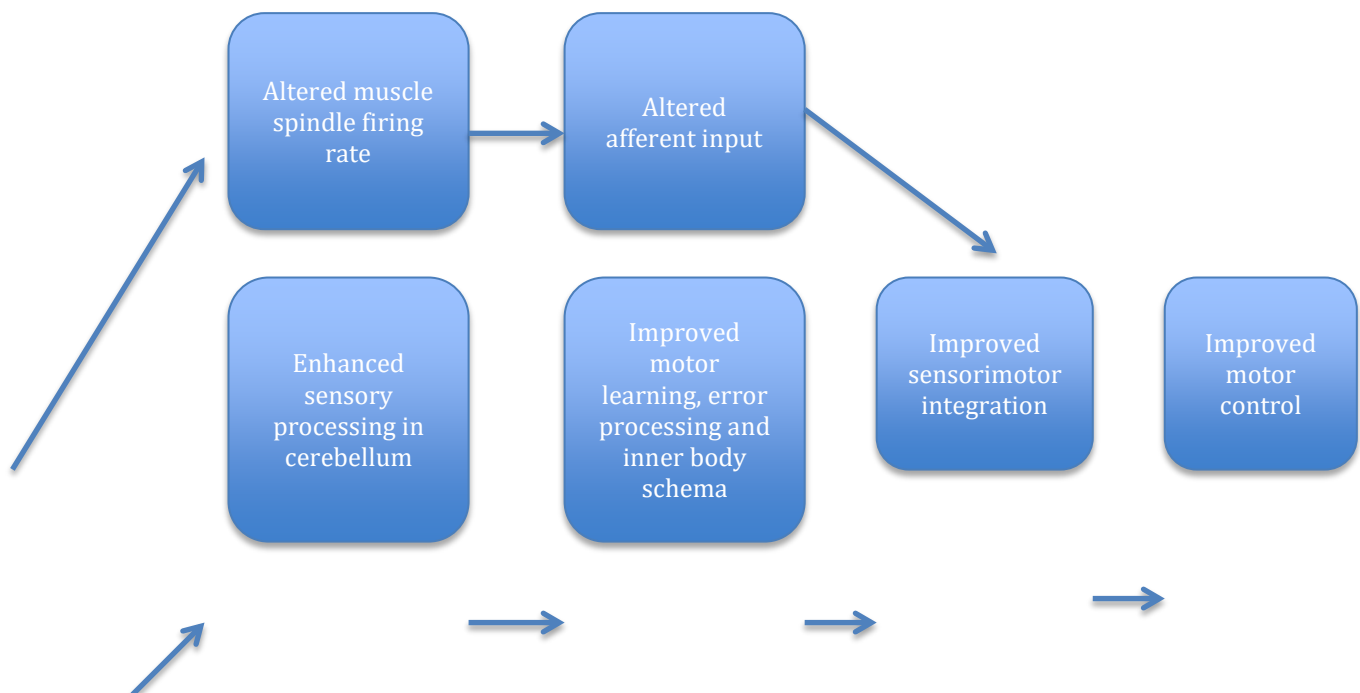 Altered muscle
spindle firing
rate
Altered
afferent input
Enhanced
sensory
processing in
cerebellum
Improved
motor
learning, error
processing and
inner body
schema
Improved
sensorimotor
integration
Improved
motor
control